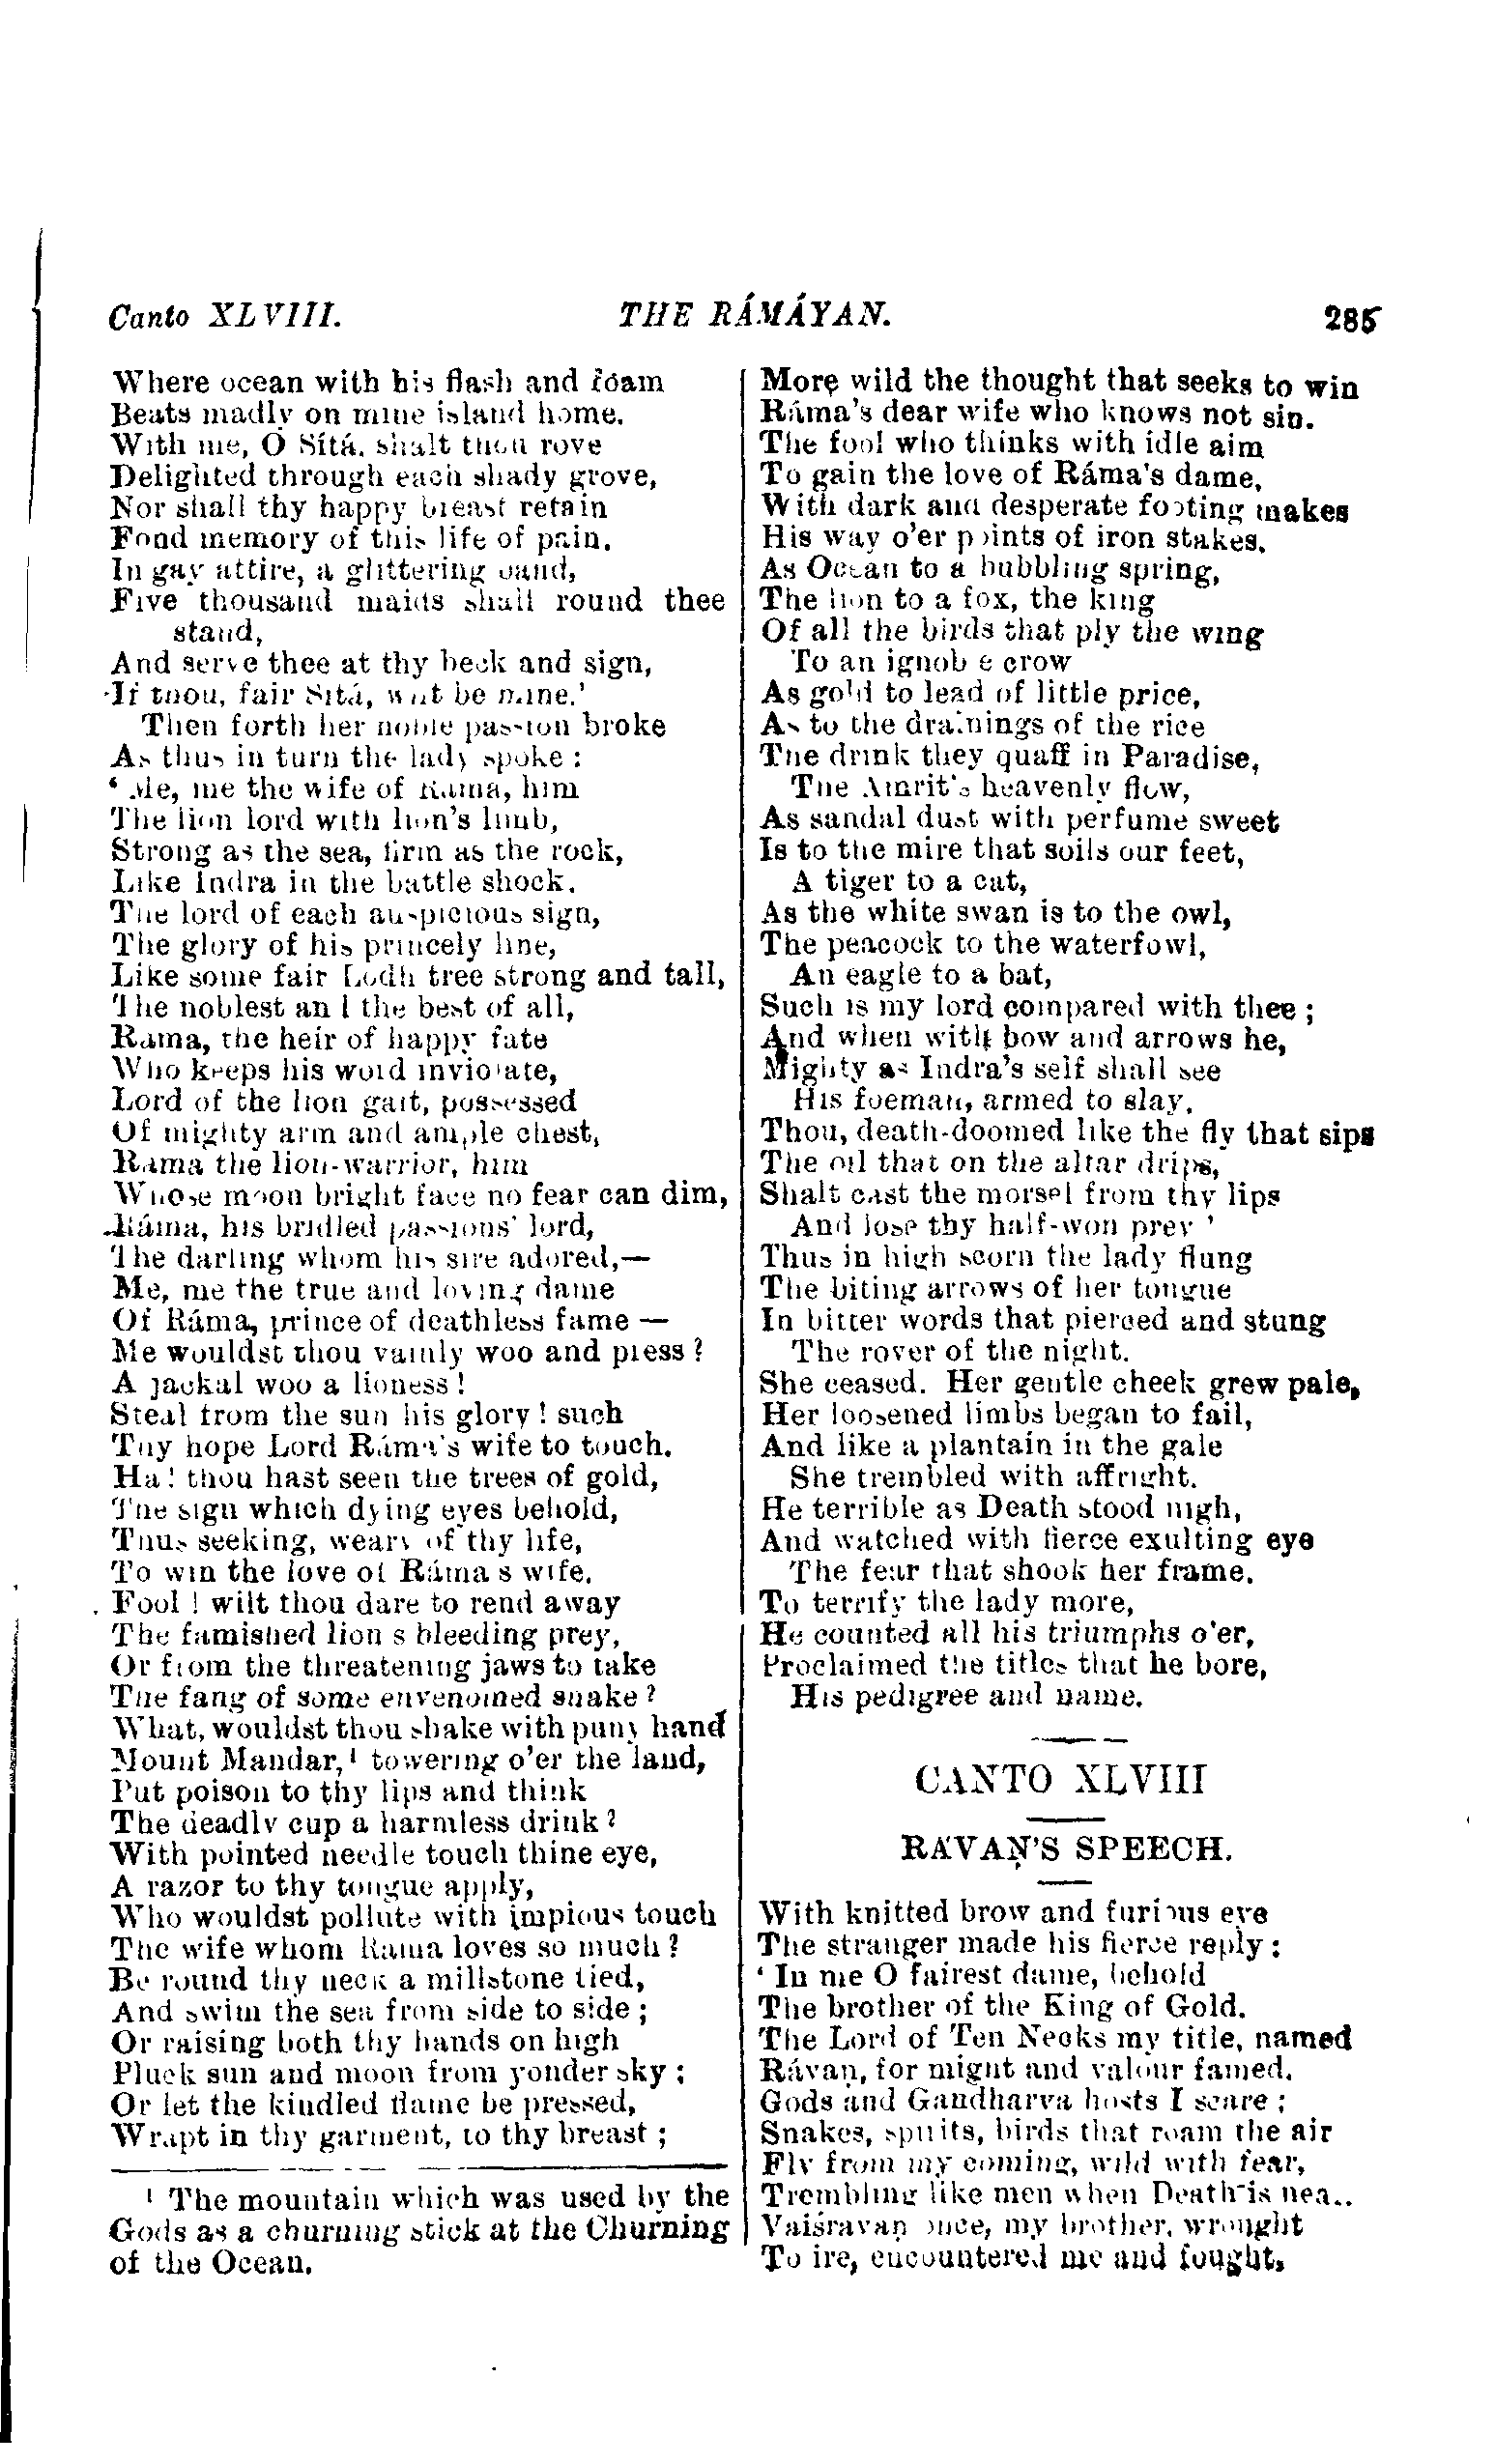 Canto XLVIII. THE RÁMÁYAN. 285
Where ocean with his flash and foam
Beats madly on mine island home.
With me, O Sítá, shalt thou rove
Delighted through each shady grove,
Nor shall thy happy breast retain
Fond memory of this life of pain.
In gay attire, a glittering band,
Five thousand maids shall round thee
stand,
And serve thee at thy beck and sign,
If thou, fair Sítá, wilt be mine.'
Then forth her noble passion broke
As thus in turn the lady spoke :
‘ Me, me the wife of Ráma, him
The lion lord with lion's limb,
Strong as the sea, firm as the rock,
Like Indra in the battle shock.
The lord of each auspicious sign,
The glory of his princely line,
Like some fair Lodh tree strong and tall,
The noblest and the best of all,
Ráma, the heir of happy fate
Who keeps his word inviolate,
Lord of the lion gait, possessed
Of mighty arm and ample chest,
Ráma the lion-warrior, him
Whose moon bright face no fear can dim,
Ráma, his bridled passions' lord,
The darling whom his sire adored,—
Me, me the true and loving dame
Of Ráma, prince of deathless fame —
Me wouldst thou vainly woo and press ?
A jackal woo a lioness !
Steal from the sun his glory ! such
Thy hope Lord Ráma's wife to touch.
Ha ! thou hast seen the trees of gold,
The sign which dying eyes behold,
Thus seeking, weary of thy life,
To win the love of Ráma's wife.
Fool ! wilt thou dare to rend away
The famished lion's bleeding prey,
Or from the threatening jaws to take
The fang of some envenomed snake ?
What, wouldst thou shake with puny hand
Mount Mandar,¹ towering o'er the land,
Put poison to thy lips and think
The deadly cup a harmless drink ?
With pointed needle touch thine eye,
A razor to thy tongue apply,
Who wouldst pollute with impious touch
The wife whom Ráma loves so much ?
Be round thy neck a millstone tied,
And swim the sea from side to side ;
Or raising both thy hands on high
Pluck sun and moon from yonder sky ;
Or let the kindled flame be pressed,
Wrapt in thy garment, to thy breast ;
¹ The mountain which was used by the
Gods as a churning stick at the Churning
of the Ocean.
More wild the thought that seeks to win
Ráma's dear wife who knows not sin.
The fool who thinks with idle aim
To gain the love of Ráma's dame,
With dark and desperate footing makes
His way o'er points of iron stakes.
As Ocean to a bubbling spring,
The lion to a fox, the king
Of all the birds that ply the wing
To an ignoble crow
As gold to lead of little price,
As to the drainings of the rice
The drink they quaff in Paradise,
The Amrit's heavenly flow,
As sandal dust with perfume sweet
Is to the mire that soils our feet,
A tiger to a cat,
As the white swan is to the owl,
The peacock to the waterfowl,
An eagle to a bat,
Such is my lord compared with thee ;
And when with bow and arrows he,
Mighty as Indra's self shall see
His foeman, armed to slay,
Thou, death-doomed like the fly that sips
The oil that on the altar drips,
Shalt cast the morsel from thy lips
And lose thy half-won prey '
Thus in high scorn the lady flung
The biting arrows of her tongue
In bitter words that pierced and stung
The rover of the night.
She ceased. Her gentle cheek grew pale,
Her loosened limbs began to fail,
And like a plantain in the gale
She trembled with affright.
He terrible as Death stood nigh,
And watched with fierce exulting eye
The fear that shook her frame.
To terrify the lady more,
He counted all his triumphs o'er,
Proclaimed the titles that he bore,
His pedigree and name.
CANTO XLVIII
RÁVAṆ'S SPEECH.
With knitted brow and furious eye
The stranger made his fierce reply :
‘ In me O fairest dame, behold
The brother of the King of Gold.
The Lord of Ten Necks my title, named
Rávaṇ, for might and valour famed.
Gods and Gandharva hosts I scare ;
Snakes, spirits, birds that roam the air
Fly from my coming, wild with fear,
Trembling like men when Death is near.
Vaiśravaṇ once, my brother, wrought
To ire, encountered me and fought,